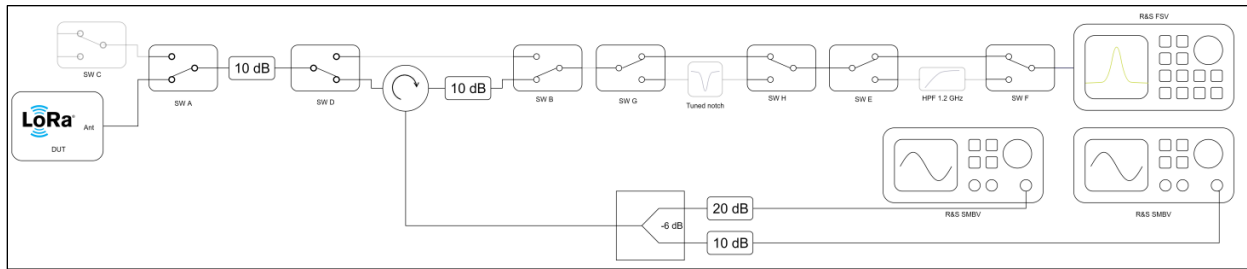 R&S FSV
SW C
SW A
10 dB
SW D
10 dB
SW B
SW G
Tuned notch
SW H
SW E
HPF 1.2 GHz
SW F
LoRa®
Ant
DUT
-6 dB
20 dB
10 dB
R&S SMBV
R&S SMBV